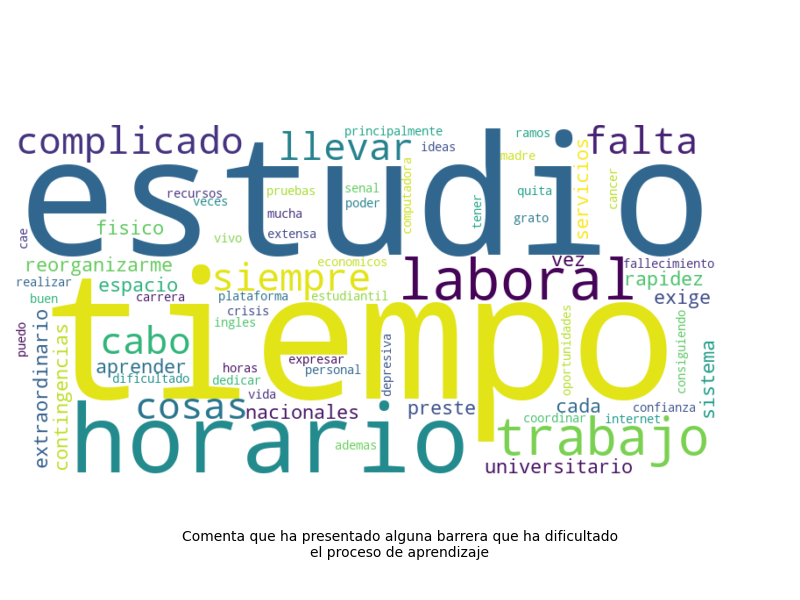 complicado
llevar
principalmente
ideas
ramos
falta
estudio
recursos
veces
pruebas
senal
poder
computadora
madre
quita
servicios
cancer
mucha
tener
grato
cae
fisico
vivo
extensa
reorganizarme
espacio
siempre
economicos
laboral
vez
fallecimiento
rapidez
realizar
buen
carrera
plataforma
estudiantil
exige
tiempo
crisis
ingles
puedo
extraordinario
contingencias
cabo
aprender
dificultado
horas
dedicar
expresar
personal
depresiva
oportunidades
consiguiendo
sistema
vida
cosas
nacionales
preste
cada
confianza
coordinar
internet
horario
ademas
trabajo
universitario
Comenta que ha presentado alguna barrera que ha dificultado
el proceso de aprendizaje